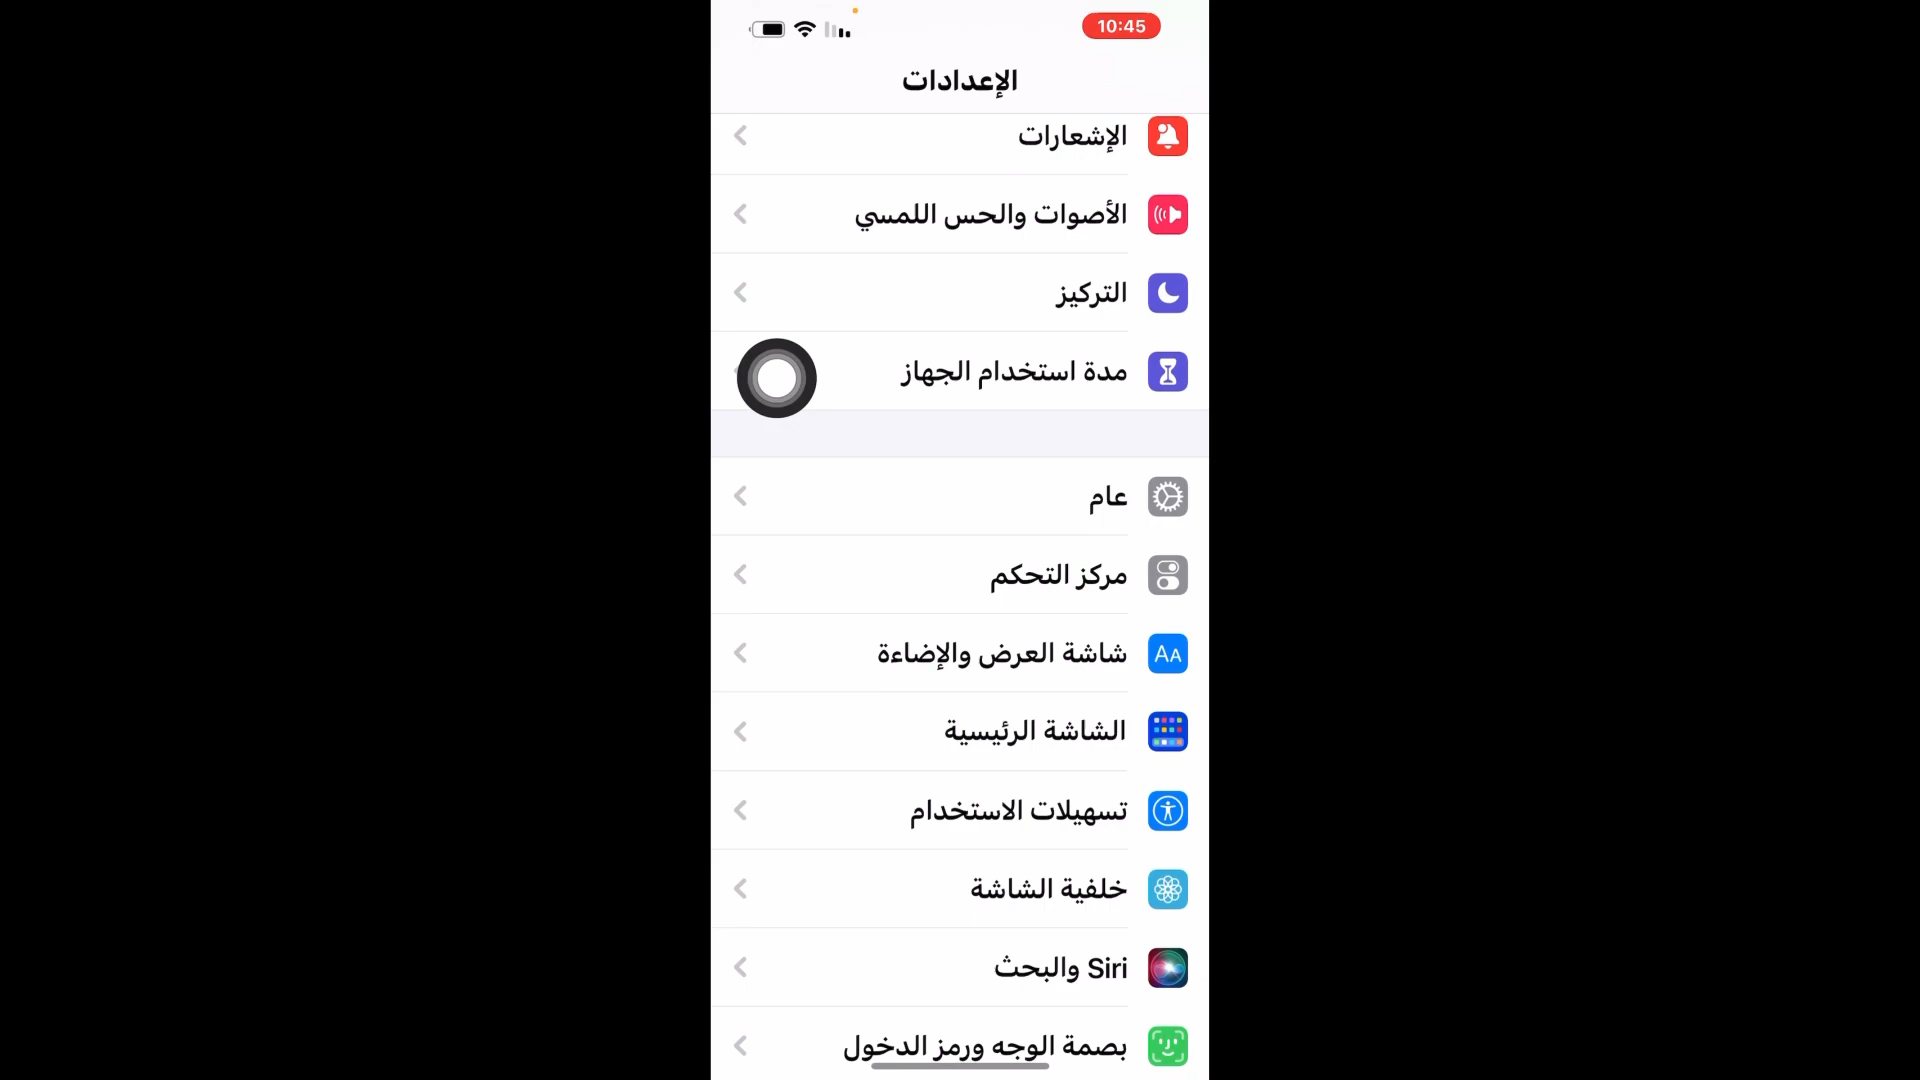 10:45
الإعدادات
الإشعارات
الأصوات والحس اللمسي
التركيز
مدة استخدام الجهاز
عام
مركز التحكم
AA
شاشة العرض والإضاءة
الشاشة الرئيسية
تسهيلات الاستخدام
خلفية الشاشة
Siri والبحث
بصمة الوجه ورمز الدخول